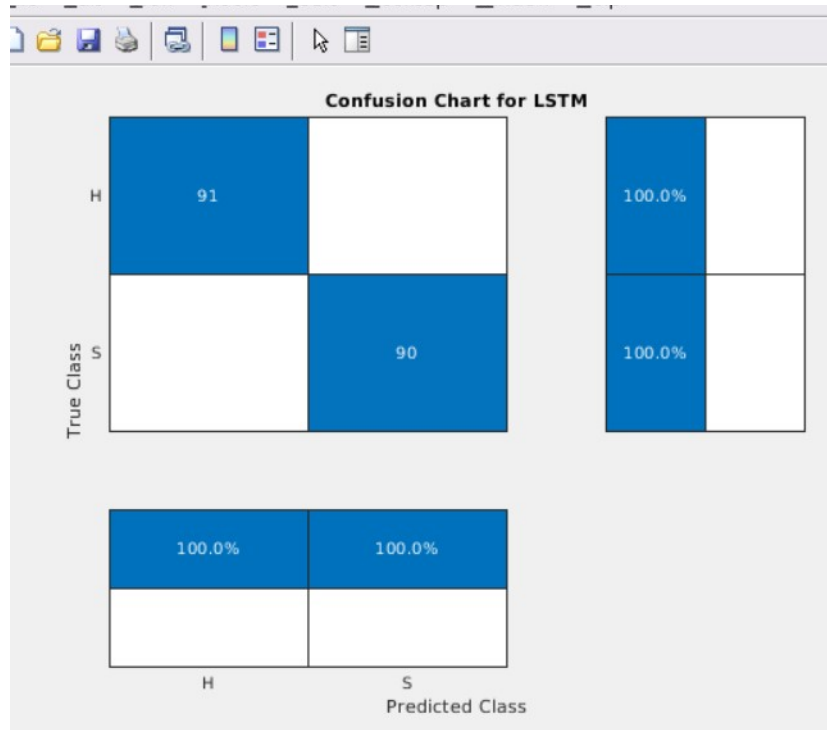 Confusion Chart for LSTM
H
91
100.0%
S
90
100.0%
True Class
100.0%
100.0%
H
S
Predicted Class